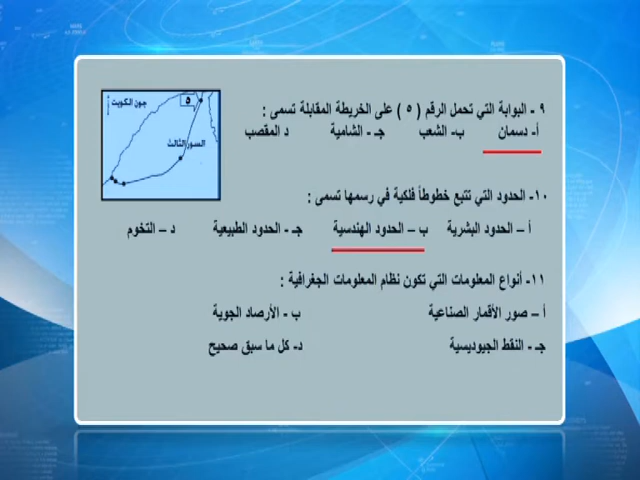 ٩ - البوابة التي تحمل الرقم ( ٥ ) على الخريطة المقابلة تسمى :
أ- دسمان ب- الشعب جـ - الشامية د المقصب
جون الكويت
٥
السور الثالث
١٠- الحدود التي تتبع خطوطاً فلكية في رسمها تسمى :
أ – الحدود البشرية ب – الحدود الهندسية جـ - الحدود الطبيعية د – التخوم
١١- أنواع المعلومات التي تكون نظام المعلومات الجغرافية :
أ – صور الأقمار الصناعية ب - الأرصاد الجوية
جـ - النقط الجيوديسية د- كل ما سبق صحيح